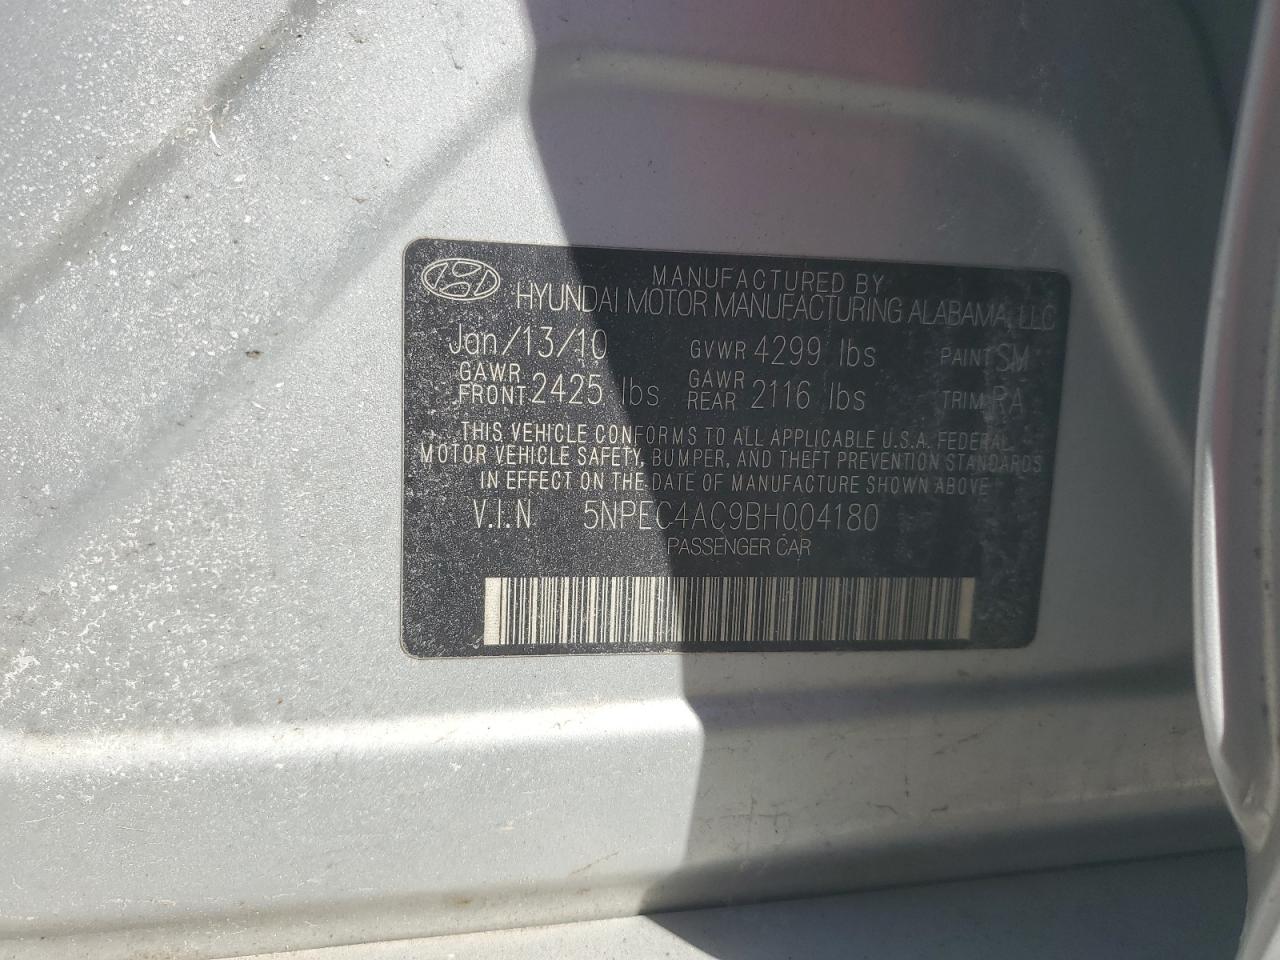 MANUFACTURED BY
HYUNDAI MOTOR MANUFACTURING ALABAMA, LLC
Jan/13/10 GVWR 4299 lbs PAINT SM
GAWR FRONT 2425 lbs GAWR REAR 2116 lbs TRIM RA
THIS VEHICLE CONFORMS TO ALL APPLICABLE U.S.A. FEDERAL
MOTOR VEHICLE SAFETY, BUMPER, AND THEFT PREVENTION STANDARDS
IN EFFECT ON THE DATE OF MANUFACTURE SHOWN ABOVE
V.I.N 5NPEC4AC9BH004180
PASSENGER CAR